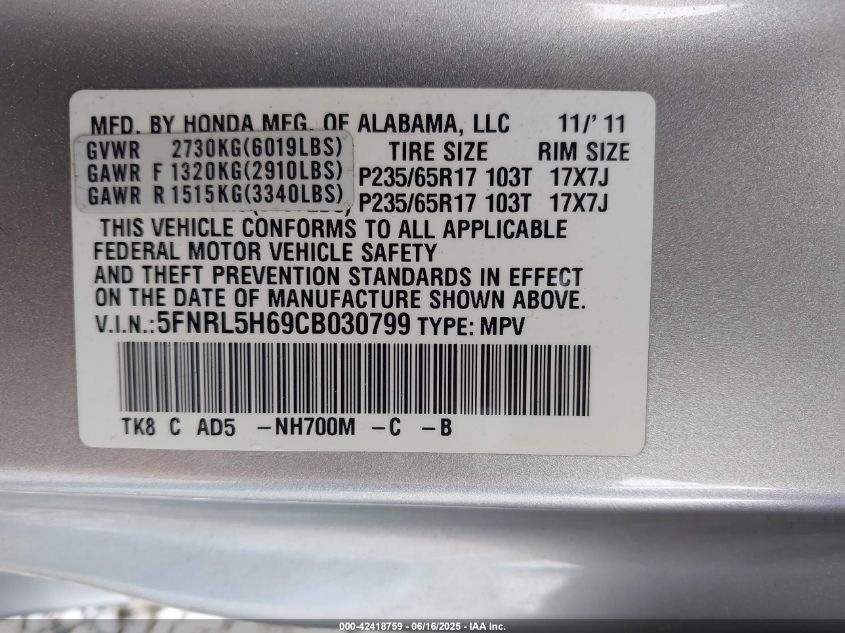 MFD. BY HONDA MFG. OF ALABAMA, LLC 11/' 11
GVWR 2730KG(6019LBS) TIRE SIZE RIM SIZE
GAWR F 1320KG(2910LBS) P235/65R17 103T 17X7J
GAWR R 1515KG(3340LBS) P235/65R17 103T 17X7J
THIS VEHICLE CONFORMS TO ALL APPLICABLE
FEDERAL MOTOR VEHICLE SAFETY
AND THEFT PREVENTION STANDARDS IN EFFECT
ON THE DATE OF MANUFACTURE SHOWN ABOVE.
V.I.N.:5FNRL5H69CB030799 TYPE: MPV
TK8 C AD5 -NH700M -C -B
000-42418759 - 06/16/2025 - IAA Inc.